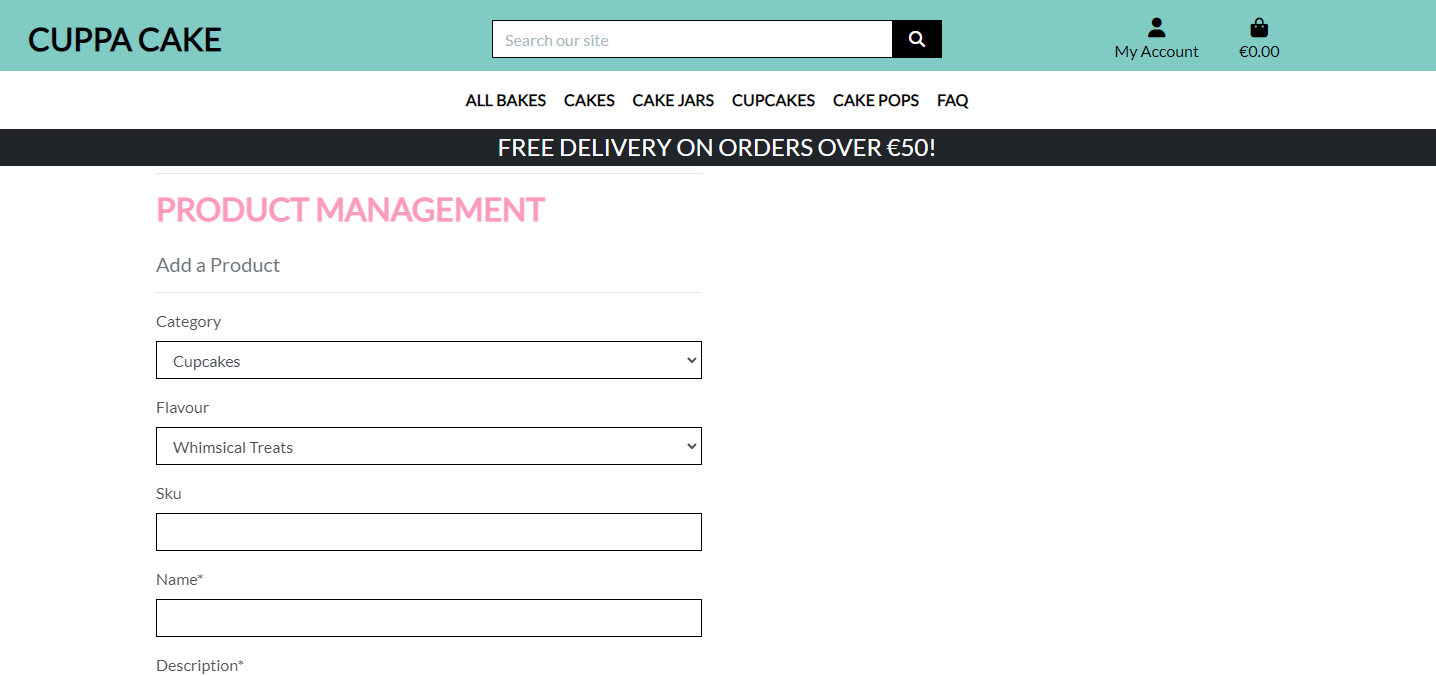 CUPPA CAKE
Search our site
My Account
€0.00
ALL BAKES CAKES CAKE JARS CUPCAKES CAKE POPS FAQ
FREE DELIVERY ON ORDERS OVER €50!
PRODUCT MANAGEMENT
Add a Product
Category
Cupcakes
Flavour
Whimsical Treats
Sku
Name*
Description*